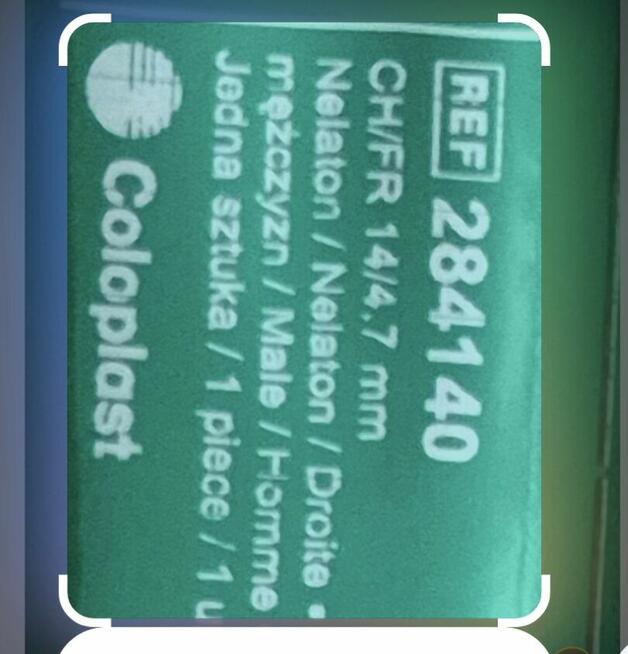 REF 284140
CH/FR 14/4.7 mm
Nelaton / Nelaton / Droite •
mężczyzn / Male / Homme
Jedna sztuka / 1 piece / 1 u
Coloplast